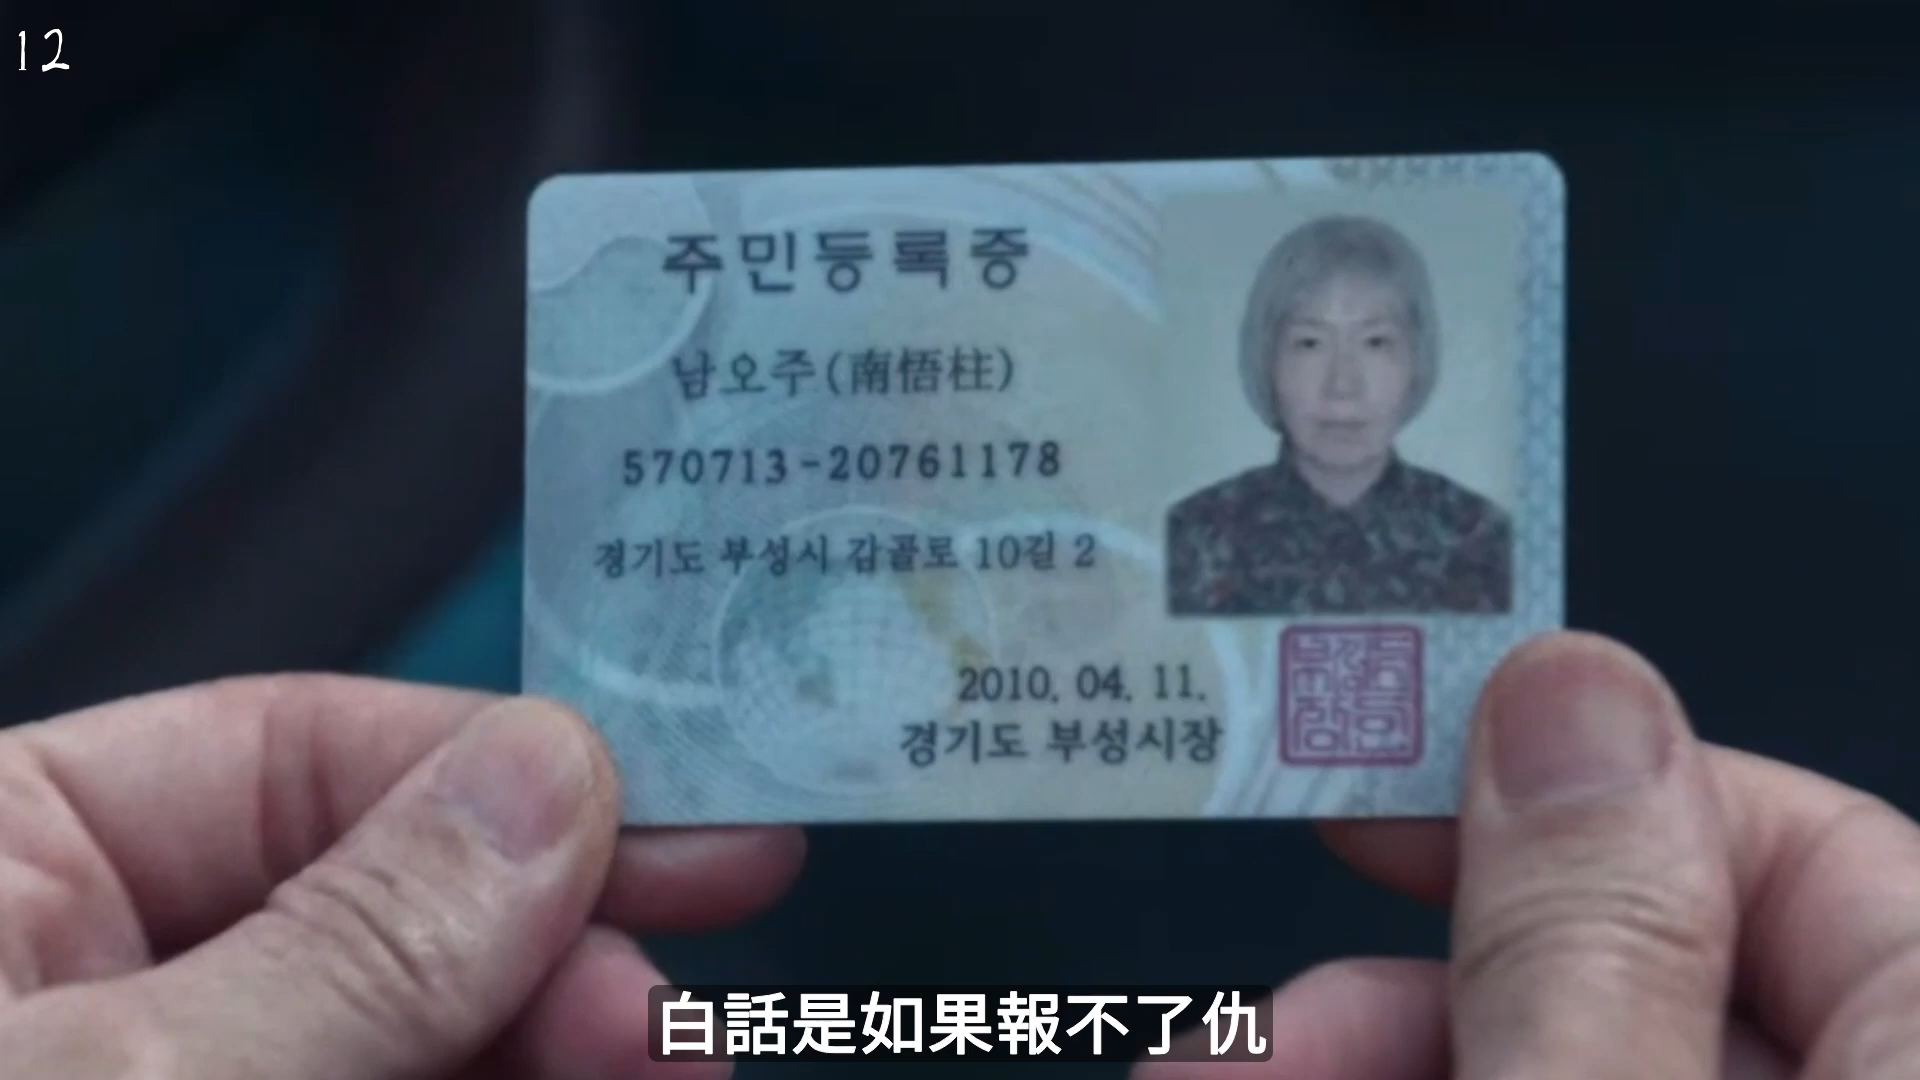 12
주민등록증
남오주(南悟柱)
570713-20761178
경기도 부성시 감골로 10길 2
2010. 04. 11.
경기도 부성시장
白話是如果報不了仇